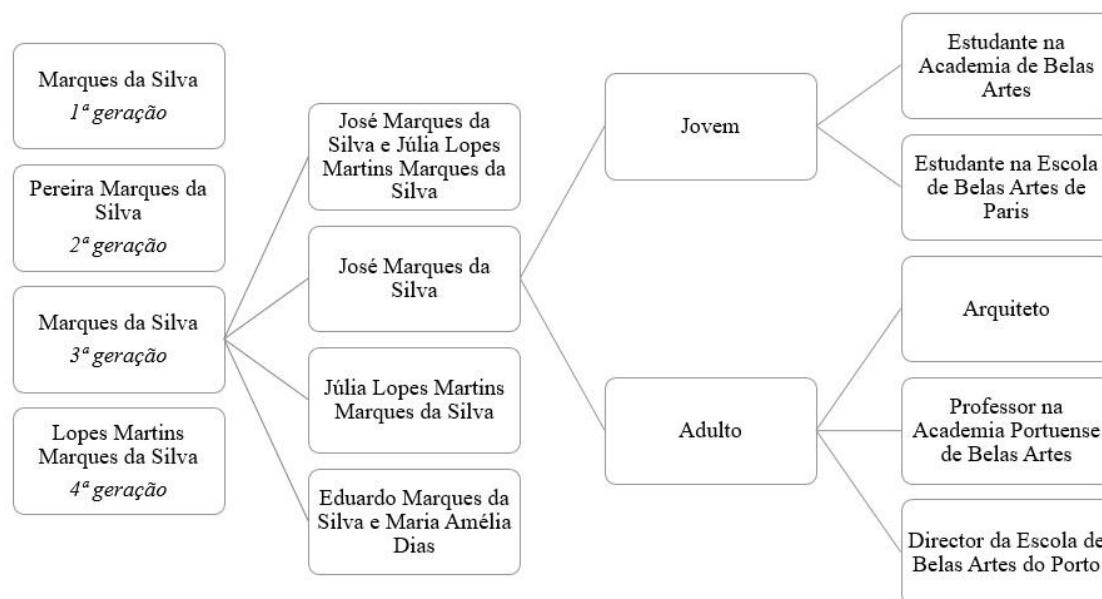 Marques da Silva
1ª geração
Pereira Marques da
Silva
2ª geração
Marques da Silva
3ª geração
Lopes Martins
Marques da Silva
4ª geração
José Marques da
Silva e Júlia Lopes
Martins Marques da
Silva
José Marques da
Silva
Júlia Lopes Martins
Marques da Silva
Eduardo Marques da
Silva e Maria Amélia
Dias
Jovem
Adulto
Estudante na
Academia de Belas
Artes
Estudante na Escola
de Belas Artes de
Paris
Arquiteto
Professor na
Academia Portuense
de Belas Artes
Director da Escola de
Belas Artes do Porto